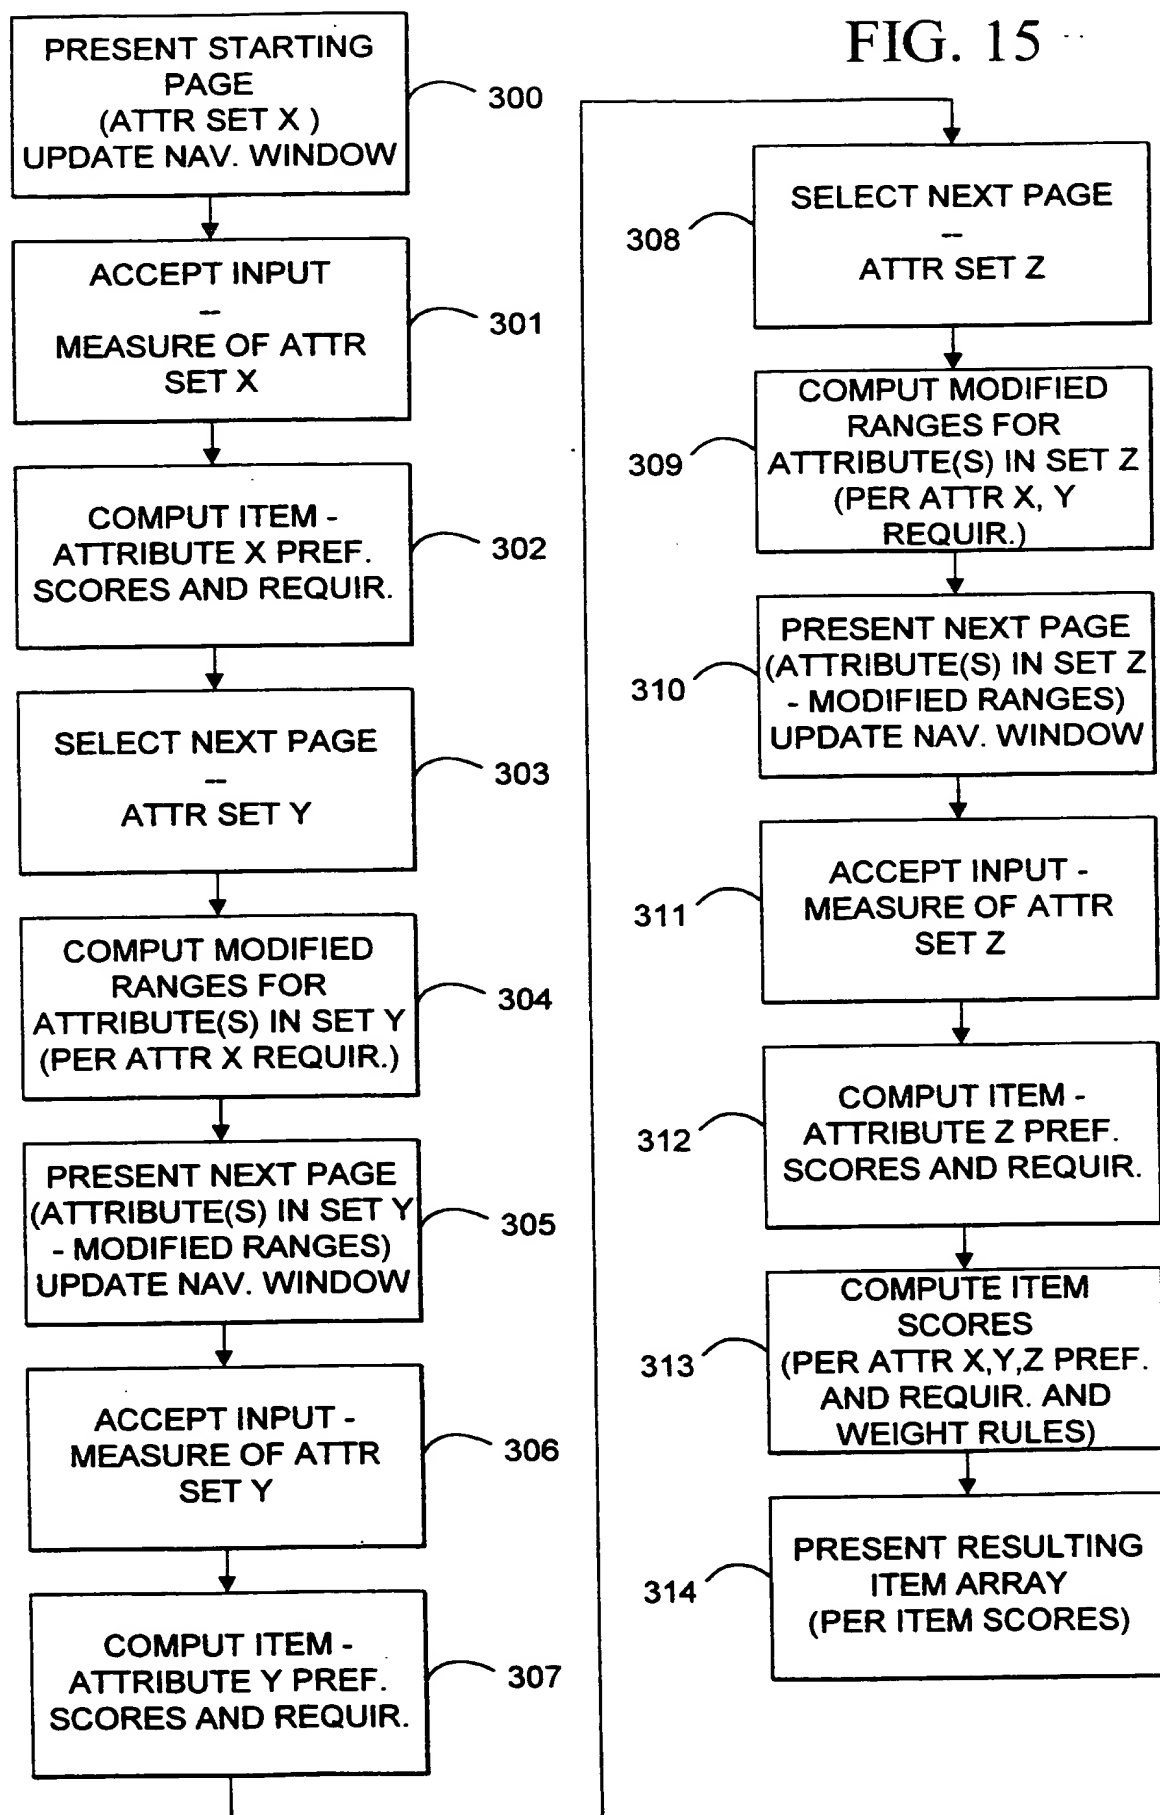 FIG. 15
PRESENT STARTING
PAGE
(ATTR SET X )
UPDATE NAV. WINDOW
300
ACCEPT INPUT
--
MEASURE OF ATTR
SET X
301
COMPUT ITEM -
ATTRIBUTE X PREF.
SCORES AND REQUIR.
302
SELECT NEXT PAGE
--
ATTR SET Y
303
COMPUT MODIFIED
RANGES FOR
ATTRIBUTE(S) IN SET Y
(PER ATTR X REQUIR.)
304
PRESENT NEXT PAGE
(ATTRIBUTE(S) IN SET Y
- MODIFIED RANGES)
UPDATE NAV. WINDOW
305
ACCEPT INPUT -
MEASURE OF ATTR
SET Y
306
COMPUT ITEM -
ATTRIBUTE Y PREF.
SCORES AND REQUIR.
307
SELECT NEXT PAGE
--
ATTR SET Z
308
COMPUT MODIFIED
RANGES FOR
ATTRIBUTE(S) IN SET Z
(PER ATTR X, Y
REQUIR.)
309
PRESENT NEXT PAGE
(ATTRIBUTE(S) IN SET Z
- MODIFIED RANGES)
UPDATE NAV. WINDOW
310
ACCEPT INPUT -
MEASURE OF ATTR
SET Z
311
COMPUT ITEM -
ATTRIBUTE Z PREF.
SCORES AND REQUIR.
312
COMPUTE ITEM
SCORES
(PER ATTR X,Y,Z PREF.
AND REQUIR. AND
WEIGHT RULES)
313
PRESENT RESULTING
ITEM ARRAY
(PER ITEM SCORES)
314